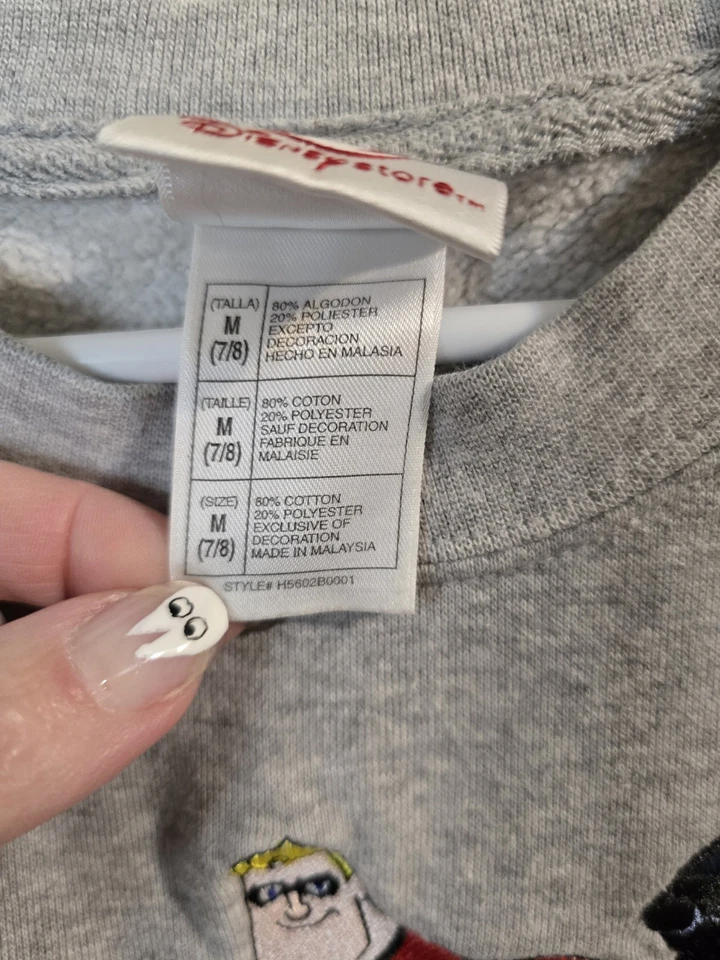 Disneystore™
(TALLA)
M
(7/8)
80% ALGODON
20% POLIESTER
EXCEPTO
DECORACION
HECHO EN MALASIA
(TAILLE)
M
(7/8)
80% COTON
20% POLYESTER
SAUF DECORATION
FABRIQUE EN
MALAISIE
(SIZE)
M
(7/8)
80% COTTON
20% POLYESTER
EXCLUSIVE OF
DECORATION
MADE IN MALAYSIA
STYLE# H5602B0001